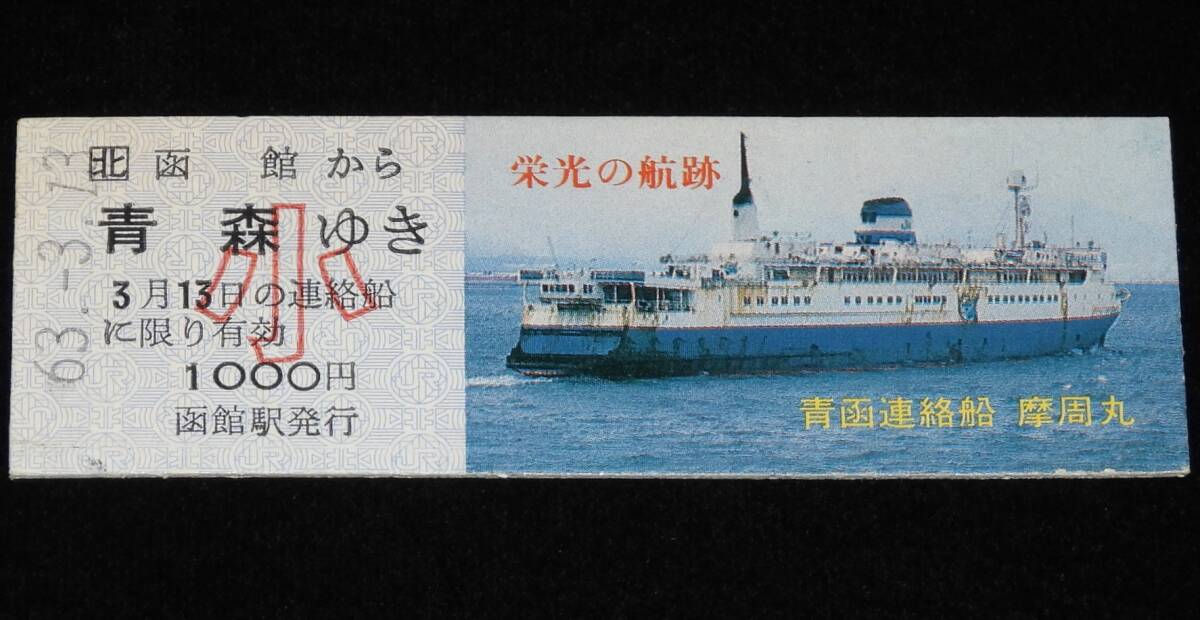 63.-3.13
北 函 館 から
青 森 ゆき
小
3月13日の連絡船
に限り有効
1000円
函館駅発行
栄光の航跡
青函連絡船 摩周丸